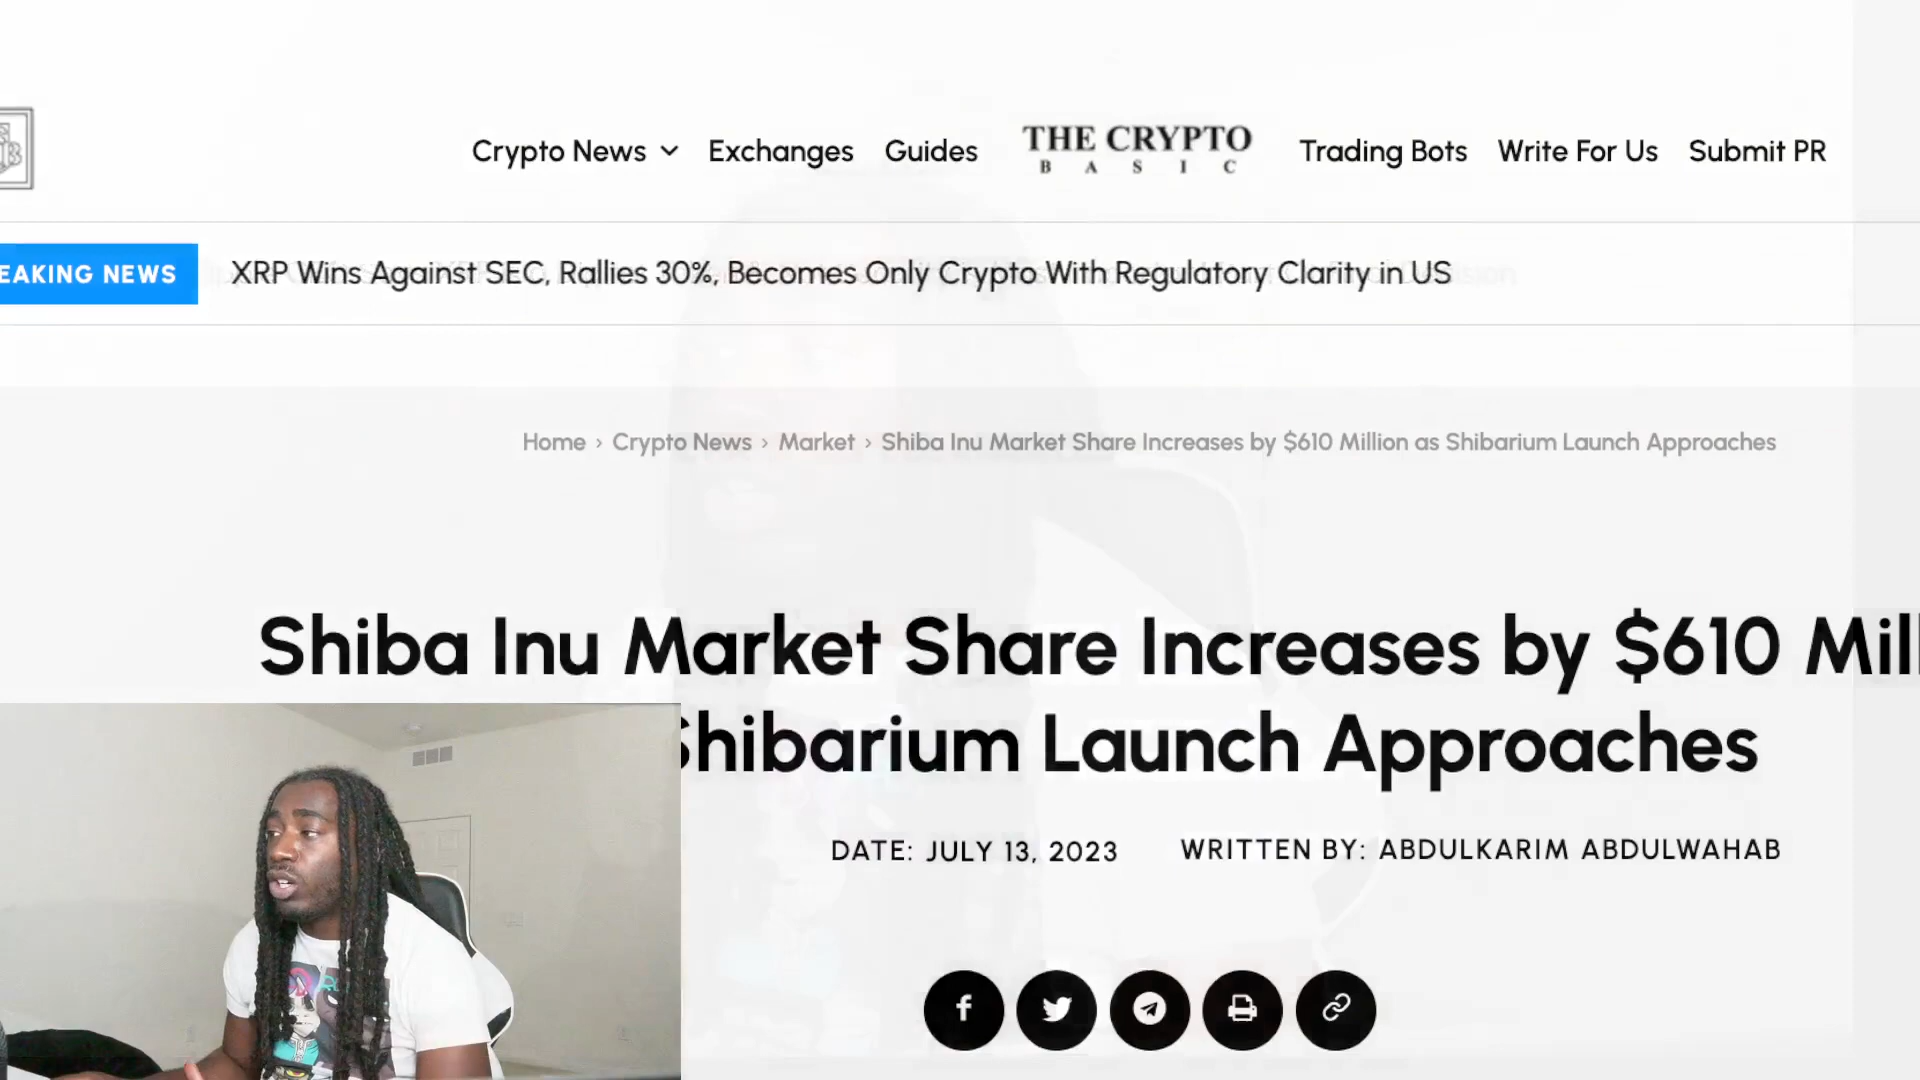 Crypto News Exchanges Guides THE CRYPTO BASIC Trading Bots Write For Us Submit PR
EAKING NEWS XRP Wins Against SEC, Rallies 30%, Becomes Only Crypto With Regulatory Clarity in US
Home › Crypto News › Market › Shiba Inu Market Share Increases by $610 Million as Shibarium Launch Approaches
Shiba Inu Market Share Increases by $610 Mill
Shibarium Launch Approaches
DATE: JULY 13, 2023 WRITTEN BY: ABDULKARIM ABDULWAHAB